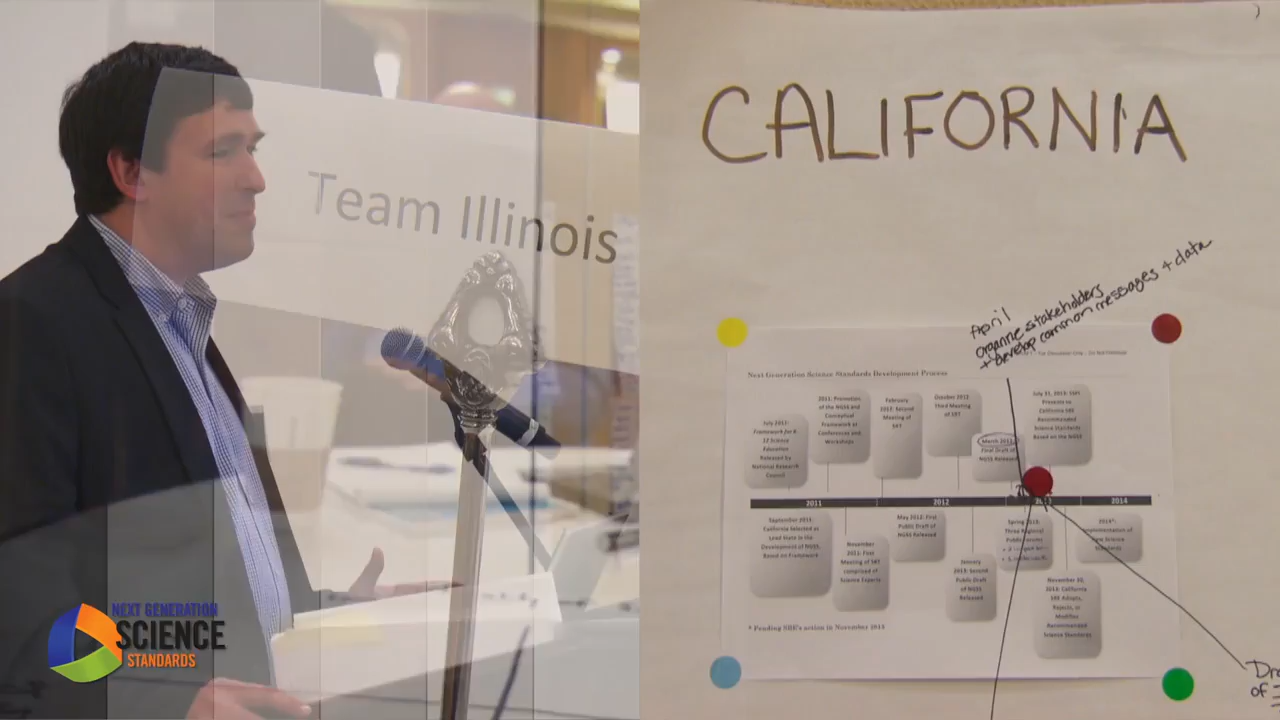 Team Illinois
NEXT GENERATION
SCIENCE
STANDARDS
CALIFORNIA
April
organize stakeholders
+ develop common messages + data
Next Generation Science Standards Development Process
July 2011:
Framework for K-
12 Science
Education
Released by
National Research
Council
2011: Promotion
of the NGSS and
Conceptual
Framework at
Conferences and
Workshops
February
2012: Second
Meeting of
SRT
October 2012
Third Meeting
of SRT
March 2013
Final Draft of
NGSS Released
July 31, 2013: SSPI
Presents to
California SBE
Recommended
Science Standards
Based on the NGSS
2011
2012
2014
September 2011:
California Selected as
Lead State in the
Development of NGSS,
Based on Framework
November
2011: First
Meeting of SRT
comprised of
Science Experts
May 2012: First
Public Draft of
NGSS Released
January
2013: Second
Public Draft
of NGSS
Released
Spring 2013:
Three Regional
Public Forums
November 30,
2013: California
SBE Adopts,
Rejects, or
Modifies
Recommended
Science Standards
* Pending SBE's action in November 2014
of